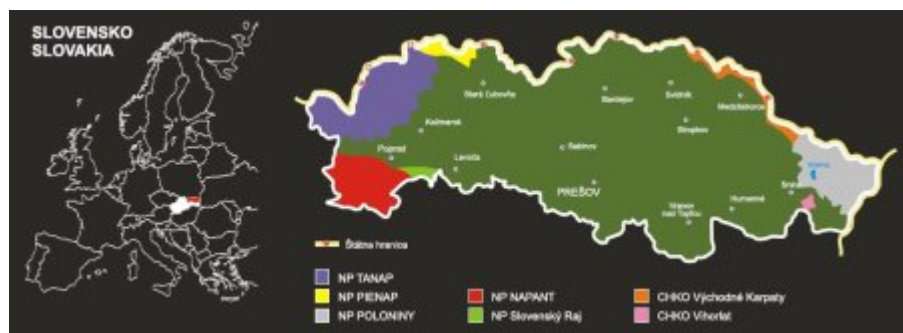 SLOVENSKO
SLOVAKIA
Stará Ľubovňa
Bardejov
Svidník
Medzilaborce
Kežmarok
Stropkov
Poprad
Levoča
Sabinov
PREŠOV
Snina
Humenné
Vranov
nad Topľou
Štátna hranica
NP TANAP
NP PIENAP
NP NAPANT
CHKO Východné Karpaty
NP POLONINY
NP Slovenský Raj
CHKO Vihorlat